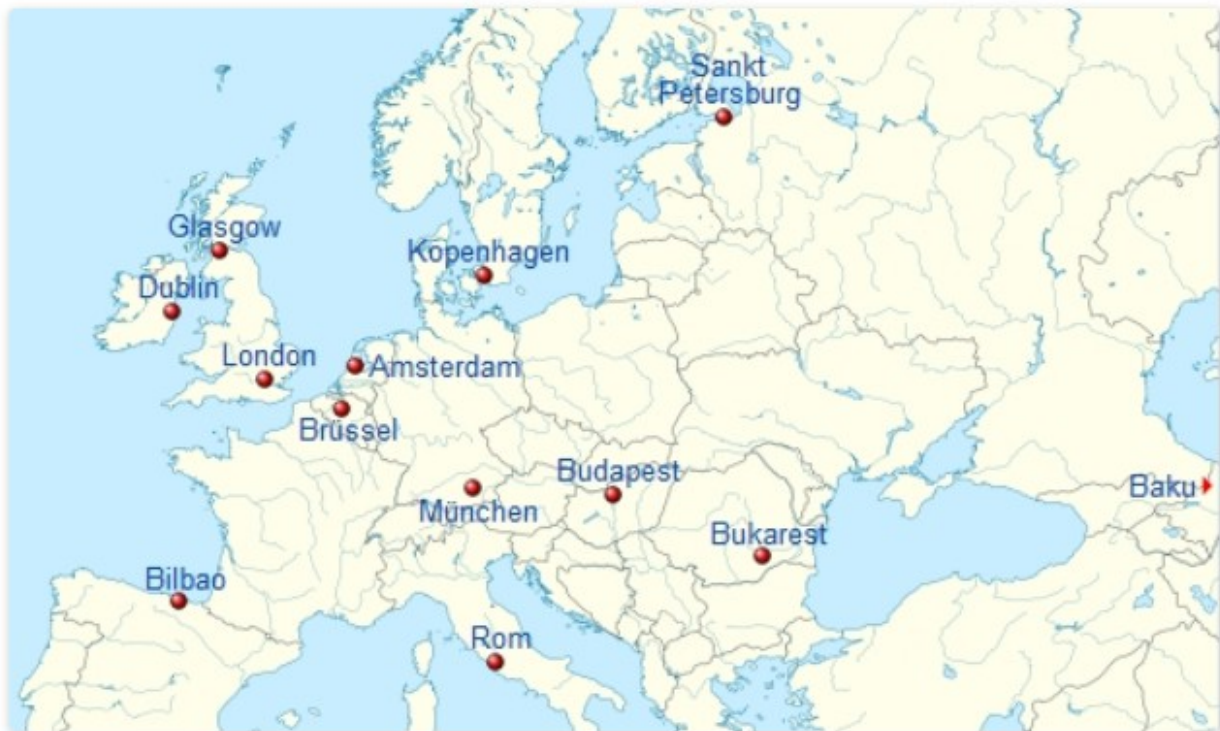 Sankt
Petersburg
Glasgow
Kopenhagen
Dublin
London
Amsterdam
Brüssel
Budapest
München
Baku
Bukarest
Bilbao
Rom